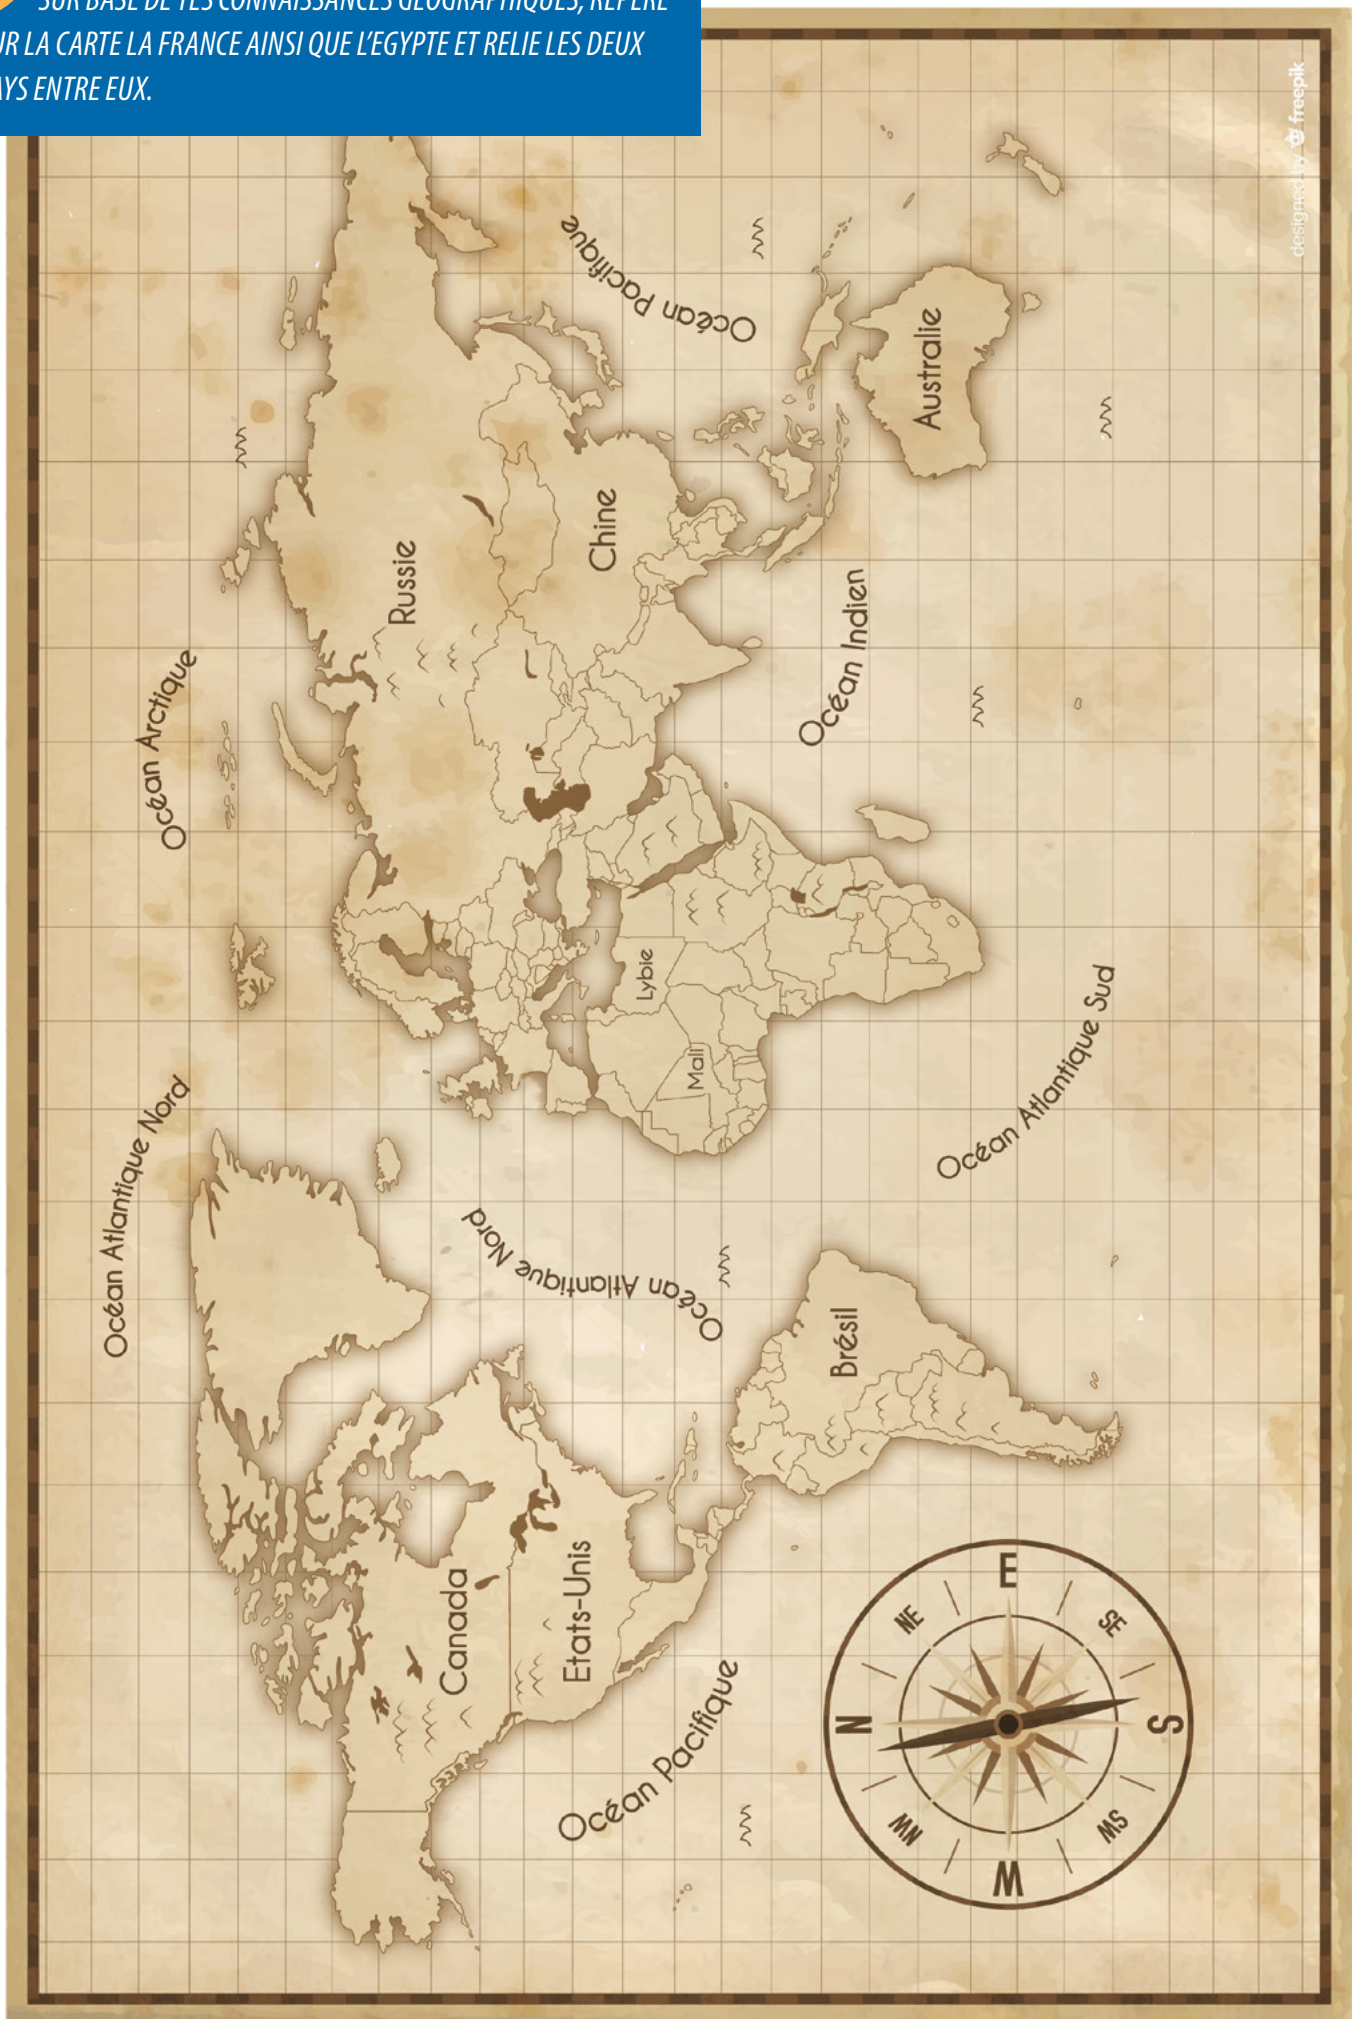 SUR BASE DE TES CONNAISSANCES GÉOGRAPHIQUES, REPÈRE
UR LA CARTE LA FRANCE AINSI QUE L'EGYPTE ET RELIE LES DEUX
AYS ENTRE EUX.
designed by freepik
Océan Arctique
Océan Atlantique Nord
Océan Pacifique
Russie
Chine
Australie
Océan Indien
Lybie
Mali
Océan Atlantique Nord
Océan Atlantique Sud
Brésil
Canada
Etats-Unis
Océan Pacifique
N
NE
E
SE
S
SW
W
NW